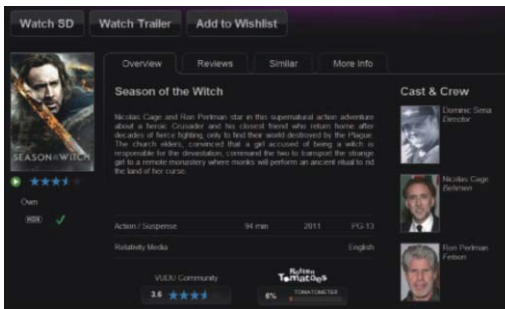 Watch SD
Watch Trailer
Add to Wishlist
Overview
Reviews
Similar
More Info
SEASON OF THE WITCH
Own
HDX
Season of the Witch
Nicolas Cage and Ron Perlman star in this supernatural action adventure
about a heroic Crusader and his closest friend who return home after
decades of fierce fighting, only to find their world destroyed by the Plague.
The church elders, convinced that a girl accused of being a witch is
responsible for the devastation, command the two to transport the strange
girl to a remote monastery where monks will perform an ancient ritual to rid
the land of her curse.
Action / Suspense
94 min
2011
PG-13
Relativity Media
English
VUDU Community
3.6
Rotten
Tomatoes
6%
TOMATOMETER
Cast & Crew
Dominic Sena
Director
Nicolas Cage
Behmen
Ron Perlman
Felson